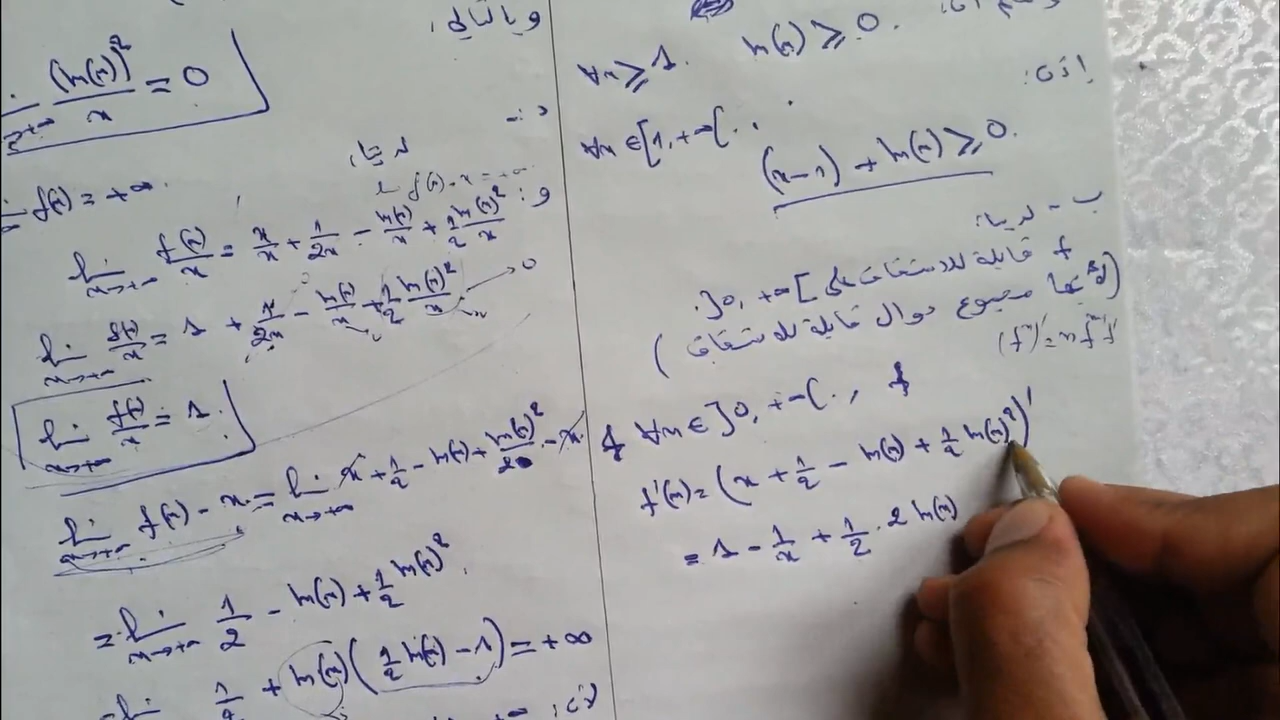 lim (ln(x))²/x = 0
x→+∞
f(x) = +∞
lim f(x)/x = x/x + 1/2x - ln(x)/x + 1/2 ln(x)²/x
x→+∞
lim f(x)/x = 1 + x/2x - ln(x)/x + 1/2 ln(x)²/x → 0
x→+∞
lim f(x)/x = 1
x→+∞
lim f(x) - x = lim x + 1/2 - ln(x) + ln(x)²/2 - x
x→+∞ x→+∞
= lim 1/2 - ln(x) + 1/2 ln(x)².
x→+∞
lim 1/2 + ln(x)(1/2 ln(x) - 1) = +∞
∀x ≥ 1. ln(x) ≥ 0.
إذن:
∀x ∈ [1, +∞[.
(x-1) + ln(x) ≥ 0.
ب - لدينا:
f قابلة للاشتقاق على ]0, +∞[.
(لأنها مجموع دوال قابلة للاشتقاق)
∀x ∈ ]0, +∞[.,
f'(x) = (x + 1/2 - ln(x) + 1/2 ln(x)²)'
= 1 - 1/x + 1/2 . 2 ln(x)